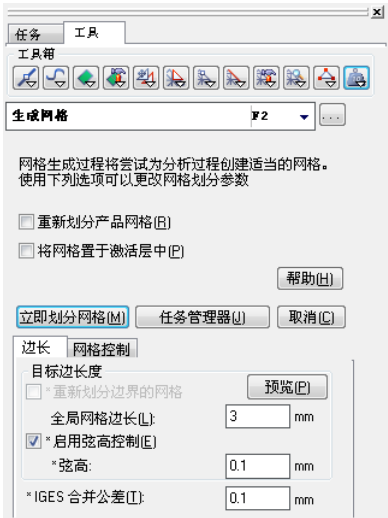 任务 工具
工具箱
生成网格 F2 ...
网格生成过程将尝试为分析过程创建适当的网格。
使用下列选项可以更改网格划分参数
重新划分产品网格(R)
将网格置于激活层中(P)
帮助(H)
立即划分网格(M) 任务管理器(J) 取消(C)
边长 网格控制
目标边长度
*重新划分边界的网格 预览(P)
全局网格边长(L): 3 mm
*启用弦高控制(E)
*弦高: 0.1 mm
*IGES 合并公差(T): 0.1 mm